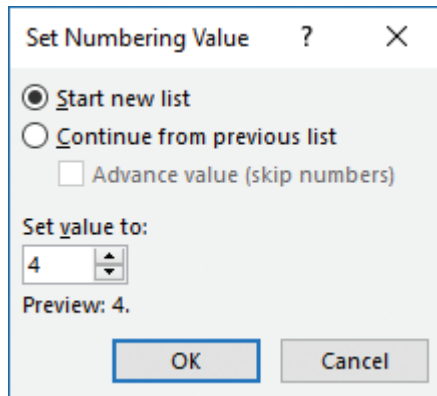 Set Numbering Value ? ×
Start new list
Continue from previous list
Advance value (skip numbers)
Set value to:
4
Preview: 4.
OK Cancel